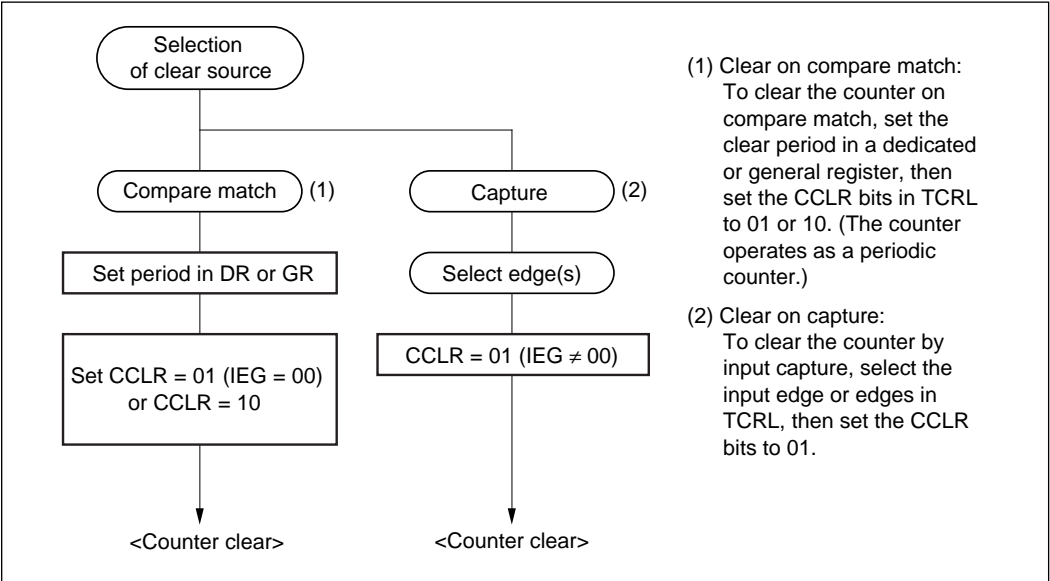 Selection
of clear source
Compare match
(1)
Capture
(2)
Set period in DR or GR
Select edge(s)
Set CCLR = 01 (IEG = 00)
or CCLR = 10
CCLR = 01 (IEG ≠ 00)
<Counter clear>
<Counter clear>
(1) Clear on compare match:
To clear the counter on
compare match, set the
clear period in a dedicated
or general register, then
set the CCLR bits in TCRL
to 01 or 10. (The counter
operates as a periodic
counter.)
(2) Clear on capture:
To clear the counter by
input capture, select the
input edge or edges in
TCRL, then set the CCLR
bits to 01.